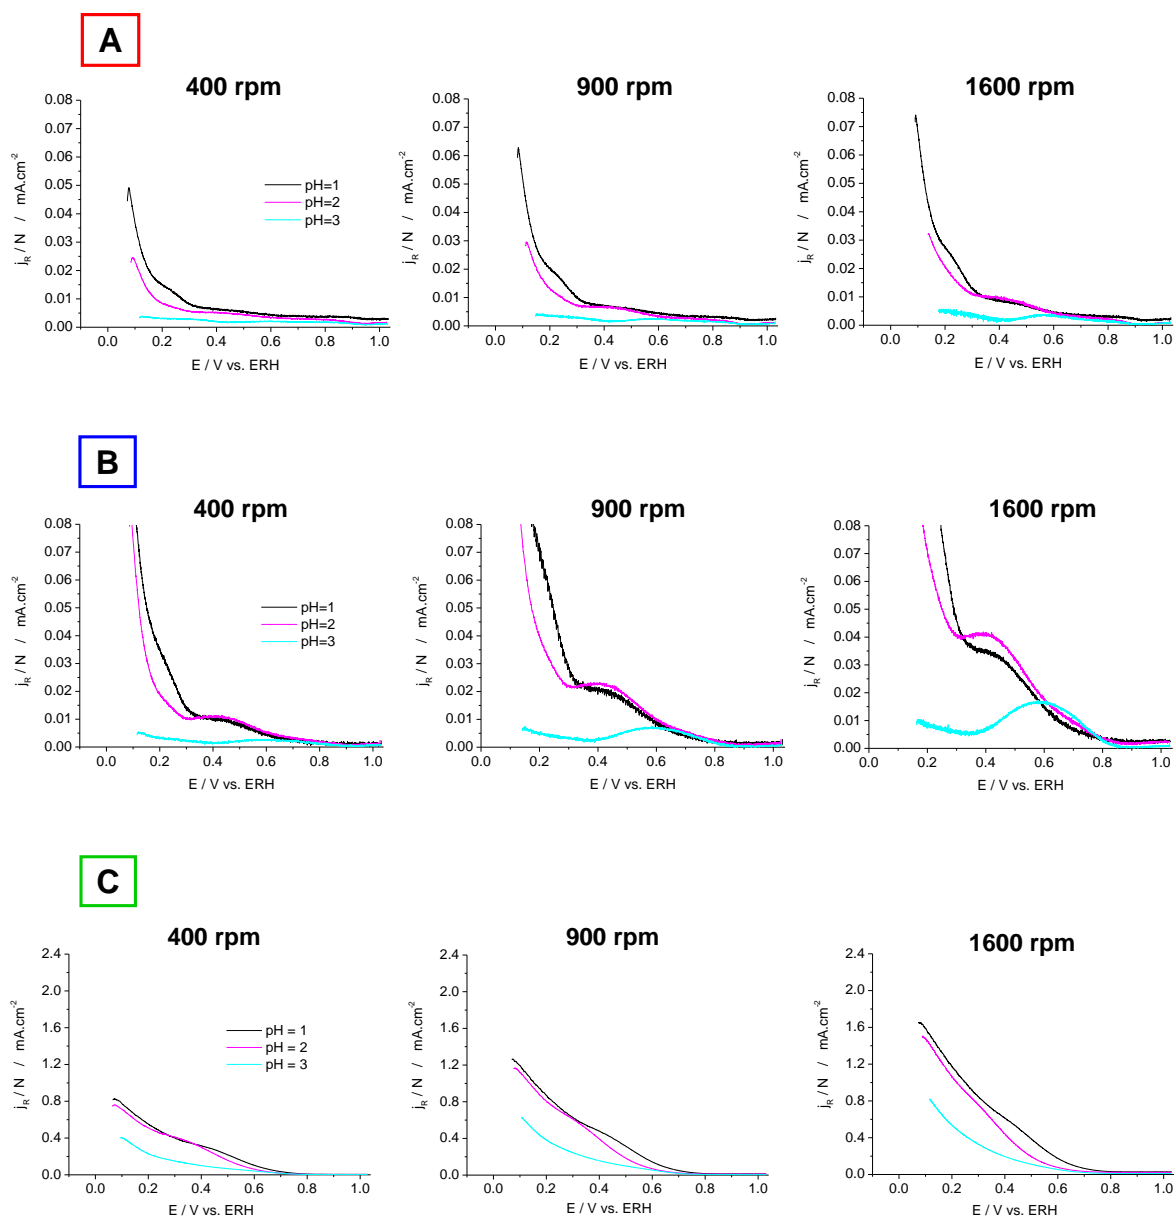 A
400 rpm
900 rpm
1600 rpm
0.08
0.07
0.06
0.05
0.04
0.03
0.02
0.01
0.00
j_R / N / mA.cm-2
pH=1
pH=2
pH=3
0.0 0.2 0.4 0.6 0.8 1.0
E / V vs. ERH
0.08
0.07
0.06
0.05
0.04
0.03
0.02
0.01
0.00
j_R / N / mA.cm-2
0.0 0.2 0.4 0.6 0.8 1.0
E / V vs. ERH
0.08
0.07
0.06
0.05
0.04
0.03
0.02
0.01
0.00
j_R / N / mA.cm-2
0.0 0.2 0.4 0.6 0.8 1.0
E / V vs. ERH
B
400 rpm
900 rpm
1600 rpm
0.08
0.07
0.06
0.05
0.04
0.03
0.02
0.01
0.00
j_R / N / mA.cm-2
pH=1
pH=2
pH=3
0.0 0.2 0.4 0.6 0.8 1.0
E / V vs. ERH
0.08
0.07
0.06
0.05
0.04
0.03
0.02
0.01
0.00
j_R / N / mA.cm-2
0.0 0.2 0.4 0.6 0.8 1.0
E / V vs. ERH
0.08
0.07
0.06
0.05
0.04
0.03
0.02
0.01
0.00
j_R / N / mA.cm-2
0.0 0.2 0.4 0.6 0.8 1.0
E / V vs. ERH
C
400 rpm
900 rpm
1600 rpm
2.4
2.0
1.6
1.2
0.8
0.4
0.0
j_R / N / mA.cm-2
pH = 1
pH = 2
pH = 3
0.0 0.2 0.4 0.6 0.8 1.0
E / V vs. ERH
2.4
2.0
1.6
1.2
0.8
0.4
0.0
j_R / N / mA.cm-2
0.0 0.2 0.4 0.6 0.8 1.0
E / V vs. ERH
2.4
2.0
1.6
1.2
0.8
0.4
0.0
j_R / N / mA.cm-2
0.0 0.2 0.4 0.6 0.8 1.0
E / V vs. ERH